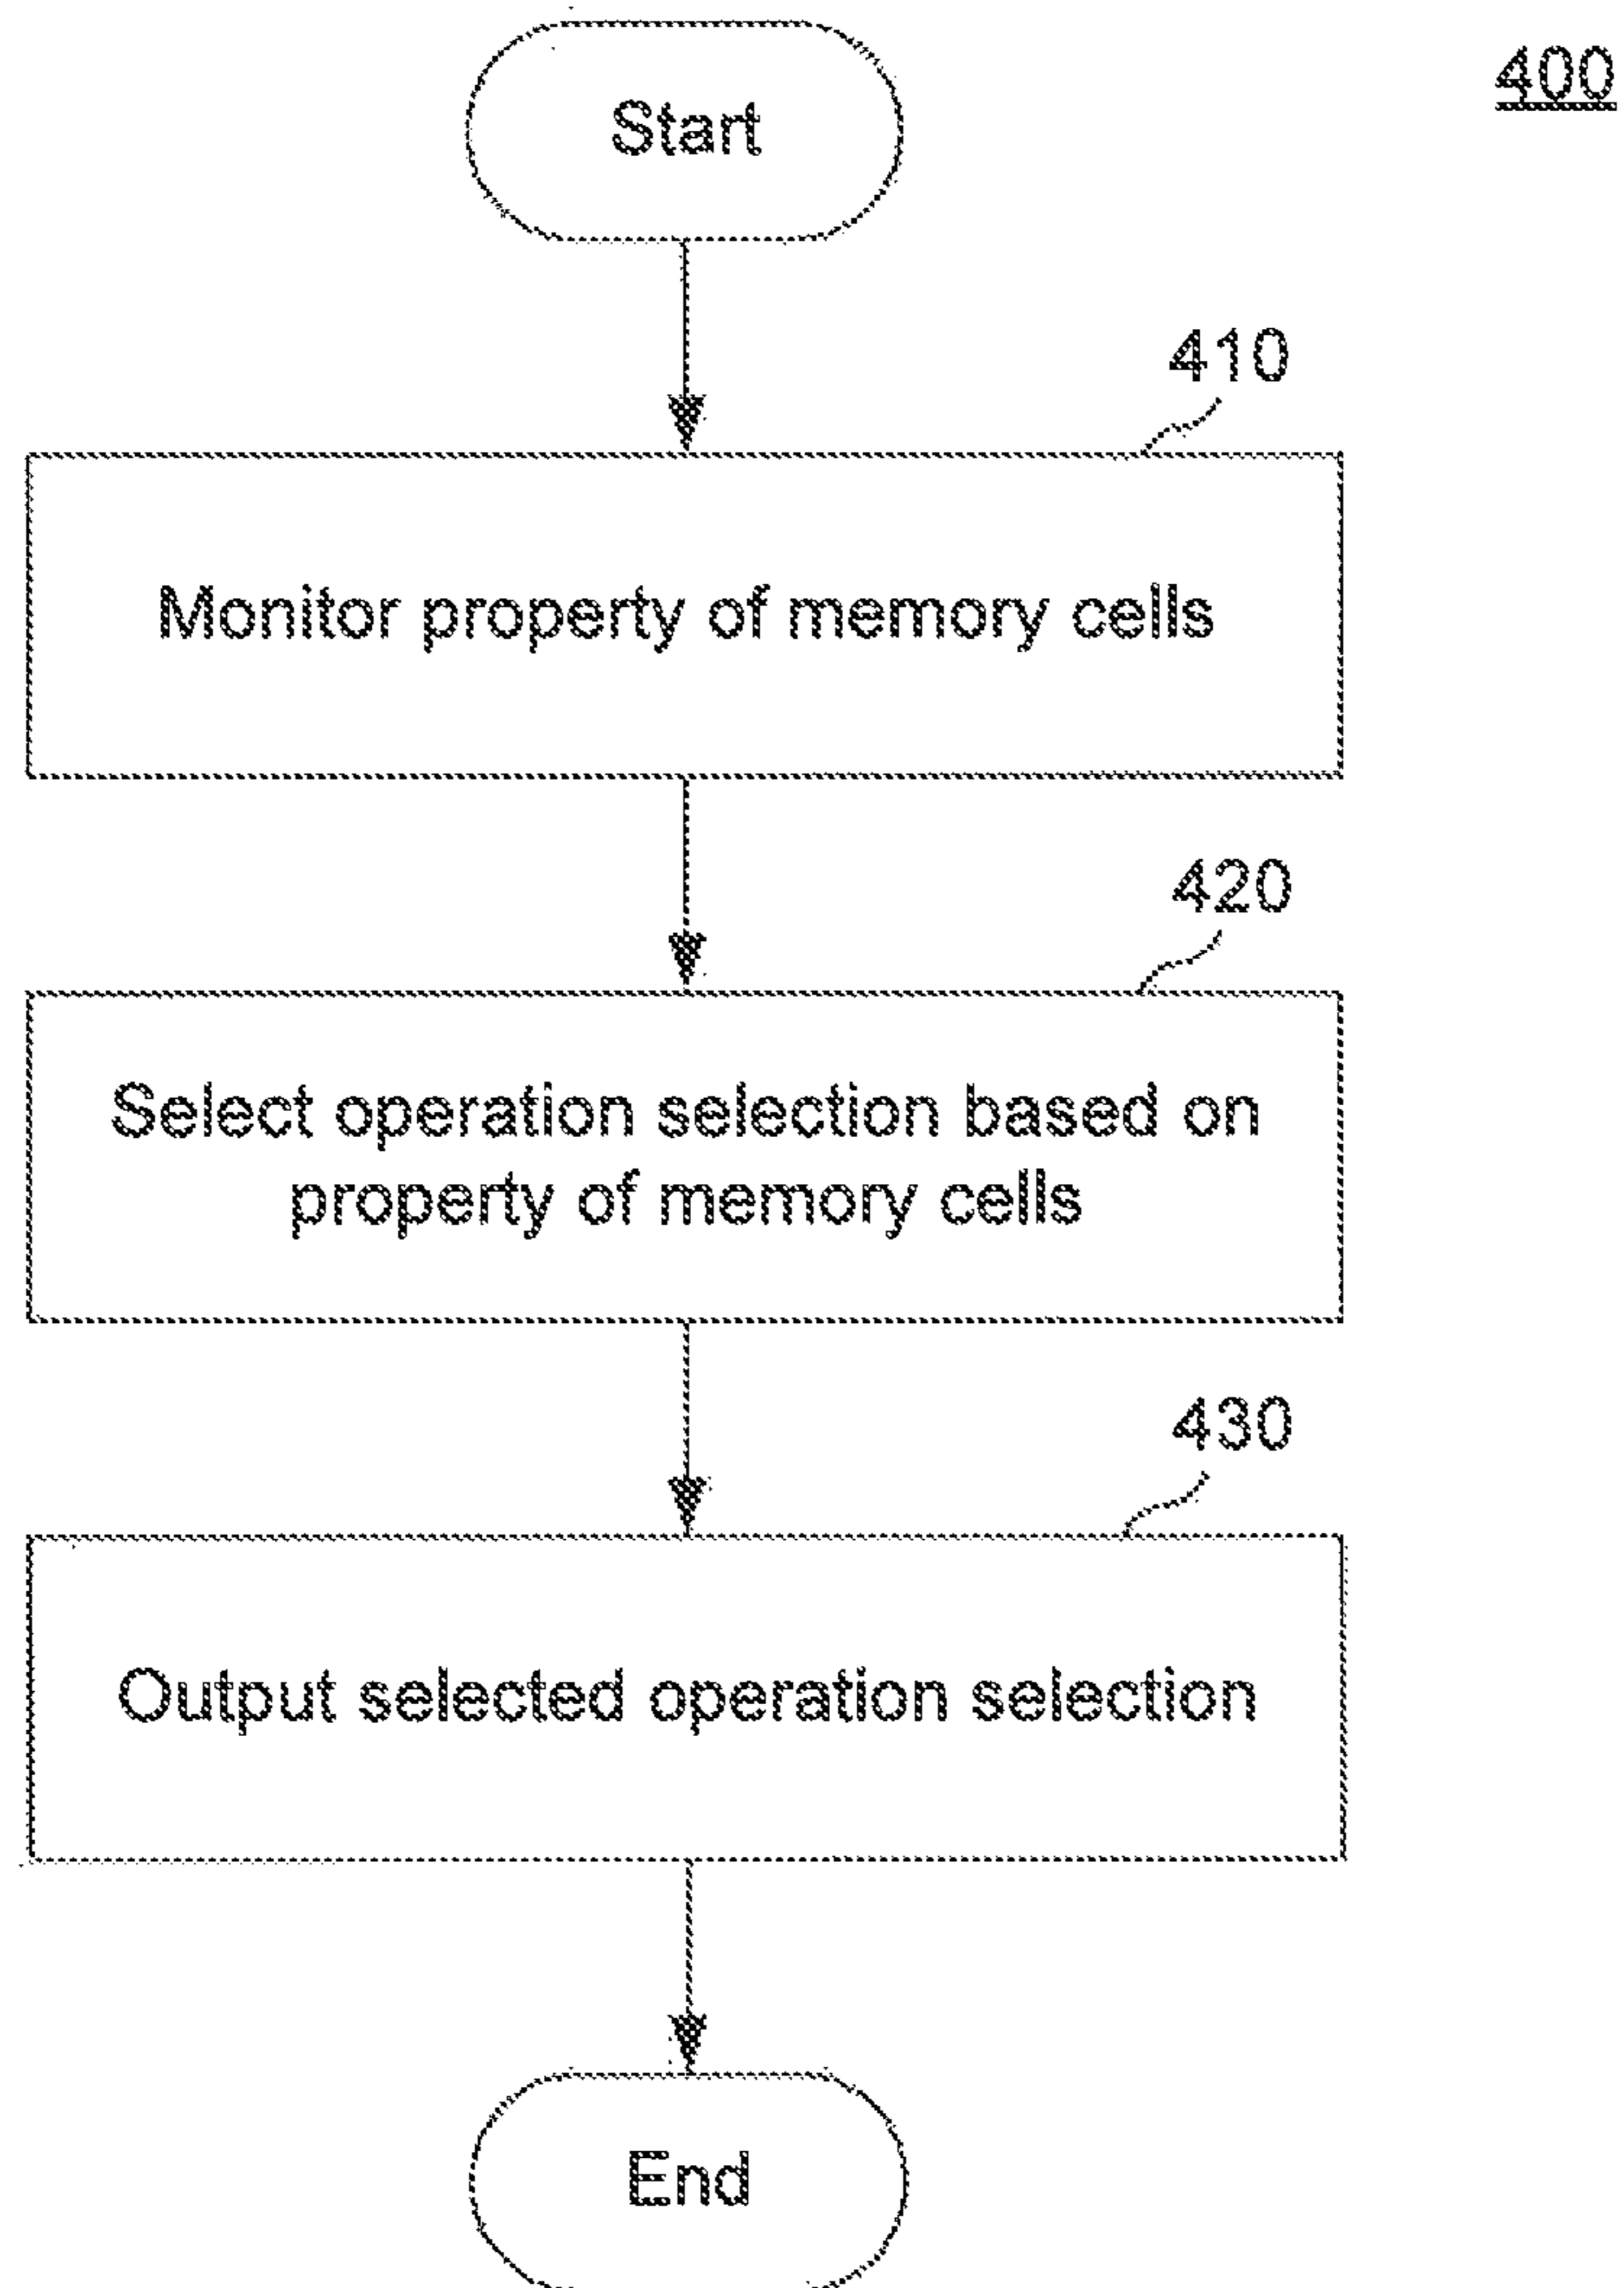 400
Start
410
Monitor property of memory cells
420
Select operation selection based on
property of memory cells
430
Output selected operation selection
End